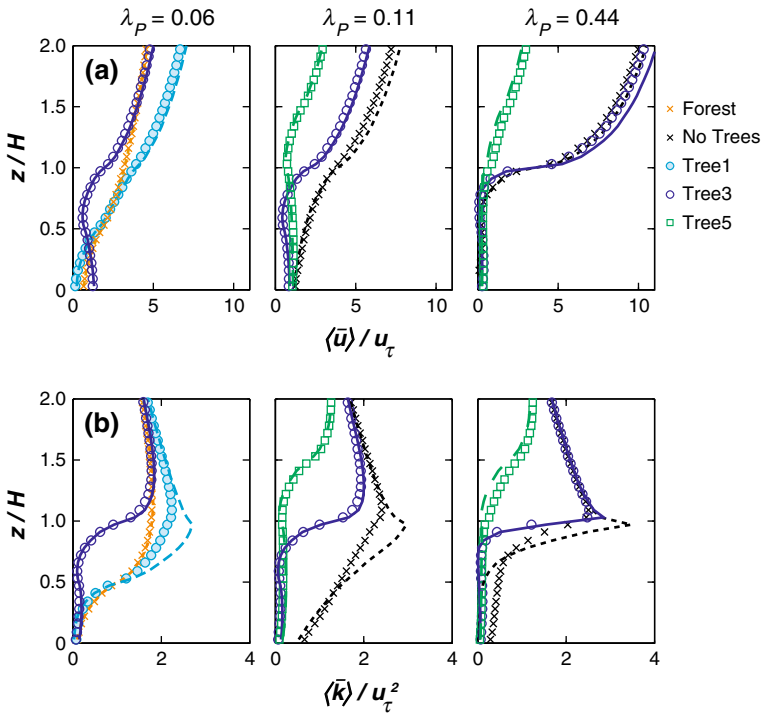 λP = 0.06 λP = 0.11 λP = 0.44
(a)
z / H
2.0
1.5
1.0
0.5
0
0 5 10 0 5 10 0 5 10
⟨ū⟩ / uτ
Forest
No Trees
Tree1
Tree3
Tree5
(b)
z / H
2.0
1.5
1.0
0.5
0
0 2 4 0 2 4 0 2 4
⟨k̄⟩ / uτ²